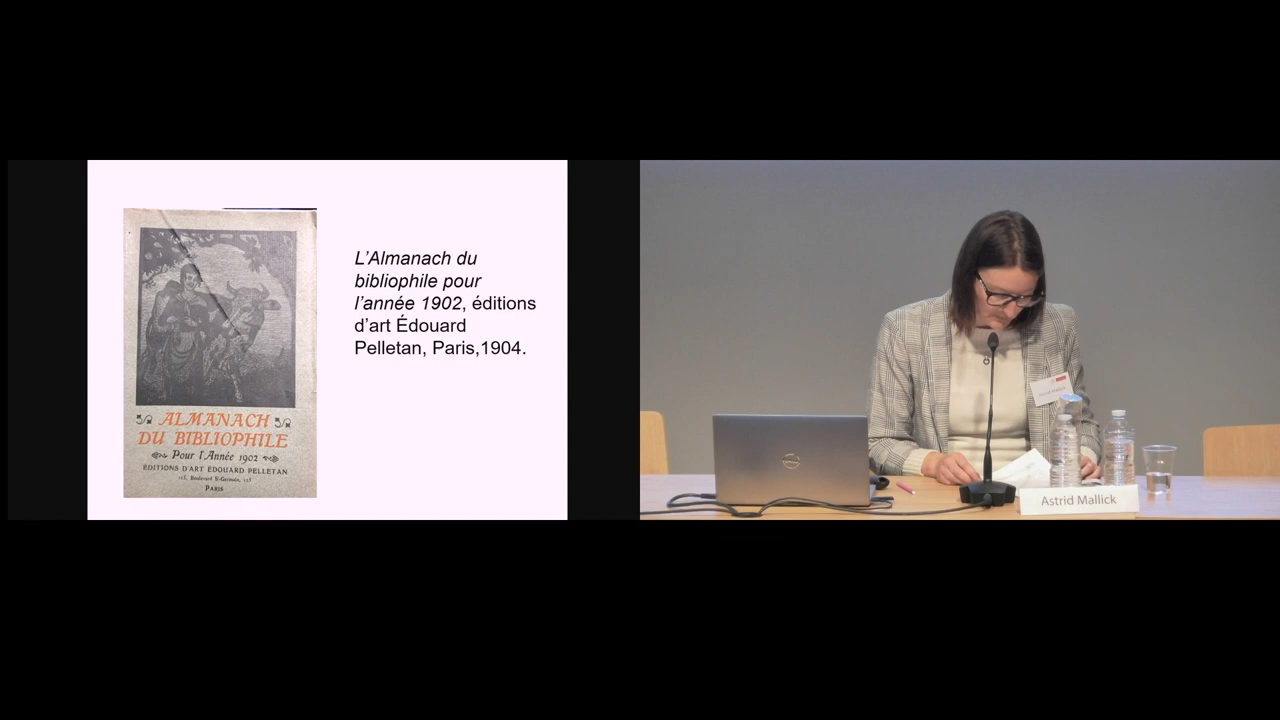 ALMANACH
DU BIBLIOPHILE
Pour l'Année 1902
ÉDITIONS D'ART ÉDOUARD PELLETAN
PARIS
L'Almanach du
bibliophile pour
l'année 1902, éditions
d'art Édouard
Pelletan, Paris,1904.
Astrid Mallick